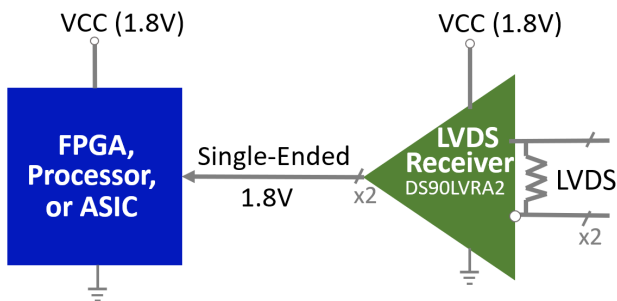 VCC (1.8V)
VCC (1.8V)
FPGA,
Processor,
or ASIC
Single-Ended
1.8V
x2
LVDS
Receiver
DS90LVRA2
LVDS
x2